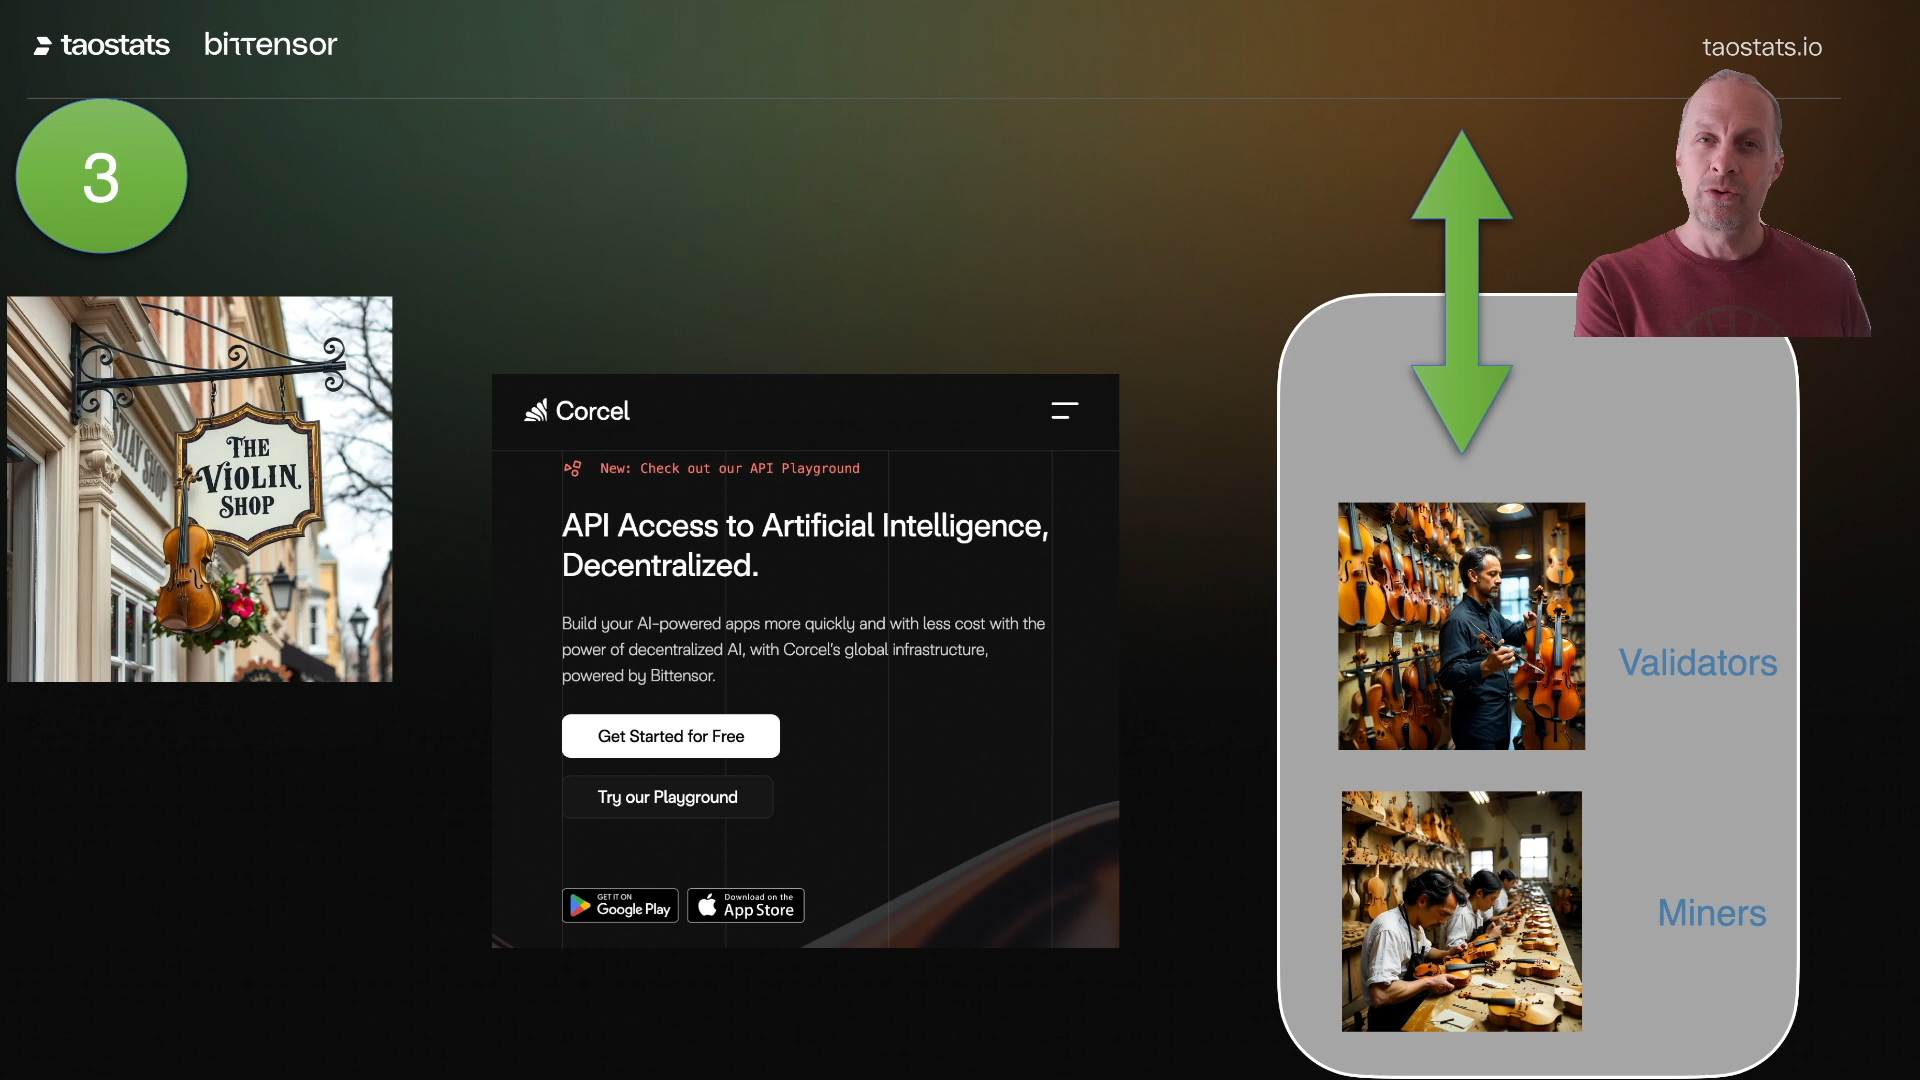 taostats
bittensor
taostats.io
3
THE
VIOLIN
SHOP
Corcel
New: Check out our API Playground
API Access to Artificial Intelligence,
Decentralized.
Build your AI-powered apps more quickly and with less cost with the
power of decentralized AI, with Corcel's global infrastructure,
powered by Bittensor.
Get Started for Free
Try our Playground
GET IT ON
Google Play
Download on the
App Store
Validators
Miners